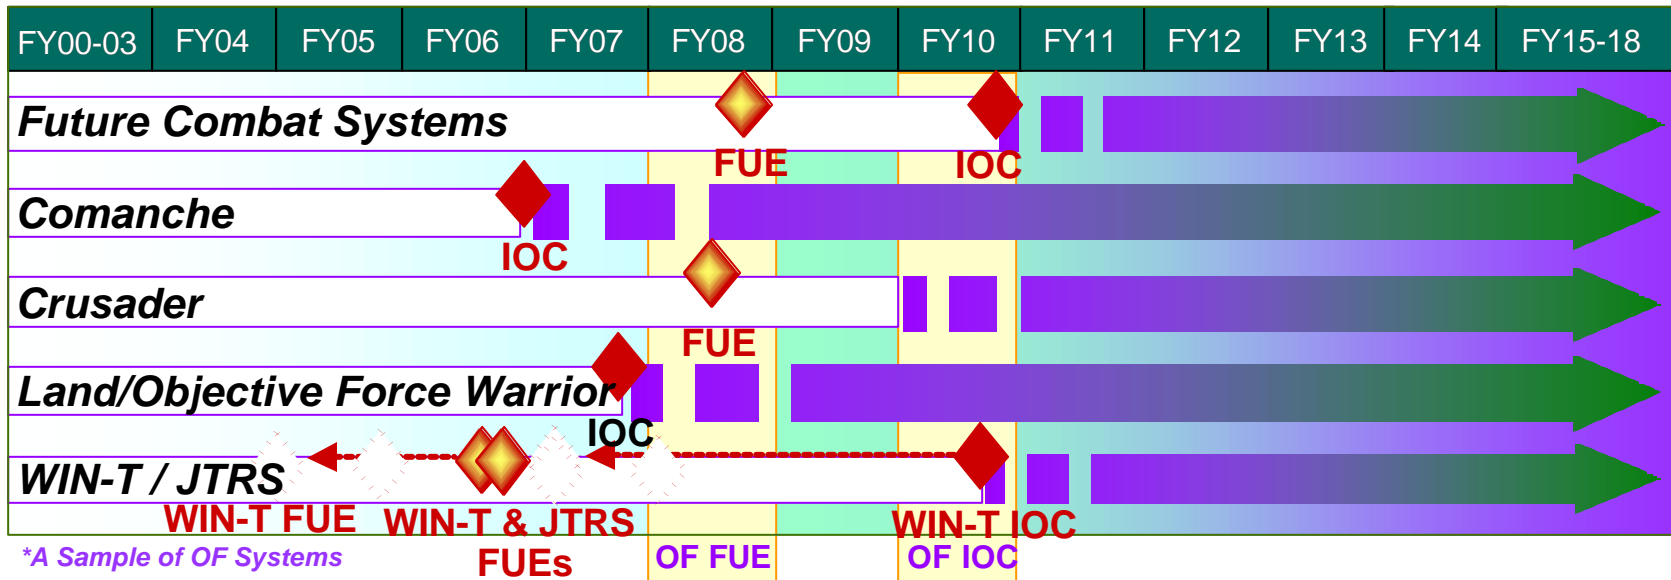 FY00-03 FY04 FY05 FY06 FY07 FY08 FY09 FY10 FY11 FY12 FY13 FY14 FY15-18
Future Combat Systems
FUE IOC
Comanche
IOC
Crusader
FUE
Land/Objective Force Warrior
IOC
WIN-T / JTRS
WIN-T FUE WIN-T & JTRS WIN-T IOC
FUEs
*A Sample of OF Systems OF FUE OF IOC